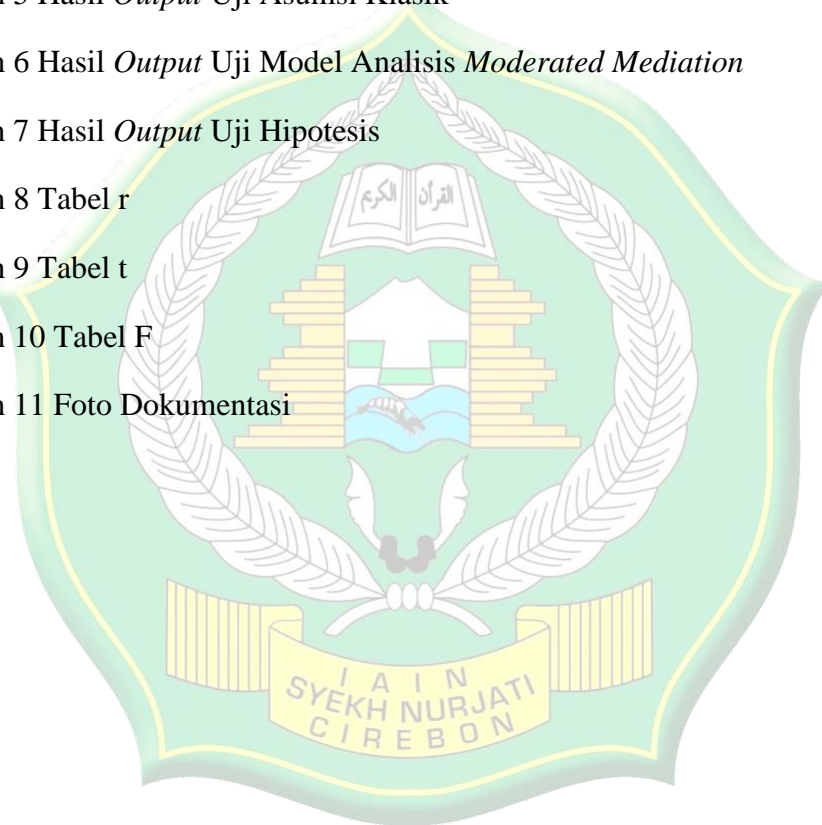 n 5 Hasil Output Uji Asumsi Klasik
n 6 Hasil Output Uji Model Analisis Moderated Mediation
n 7 Hasil Output Uji Hipotesis
n 8 Tabel r
n 9 Tabel t
n 10 Tabel F
n 11 Foto Dokumentasi
القرأن الكريم
I A I N
SYEKH NURJATI
CIREBON